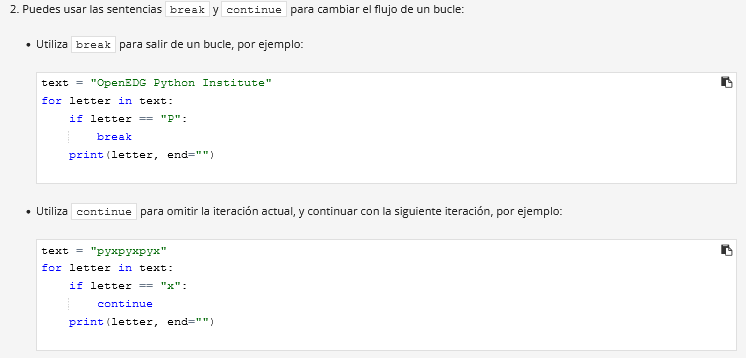 2. Puedes usar las sentencias break y continue para cambiar el flujo de un bucle:
• Utiliza break para salir de un bucle, por ejemplo:
text = "OpenEDG Python Institute"
for letter in text:
    if letter == "P":
        break
    print(letter, end="")
• Utiliza continue para omitir la iteración actual, y continuar con la siguiente iteración, por ejemplo:
text = "pyxpyxpyx"
for letter in text:
    if letter == "x":
        continue
    print(letter, end="")